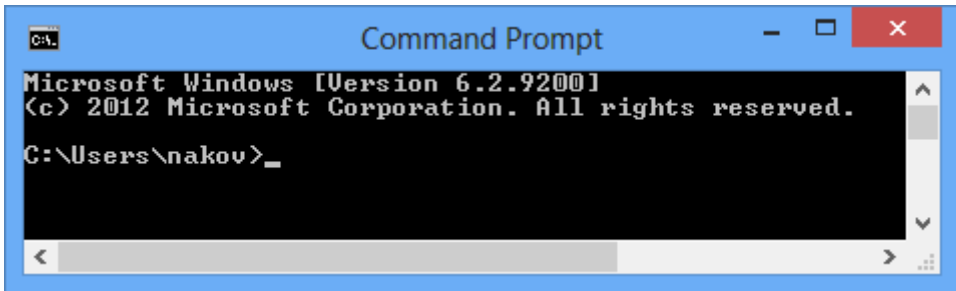 Command Prompt
Microsoft Windows [Version 6.2.9200]
(c) 2012 Microsoft Corporation. All rights reserved.
C:\Users\nakov>_